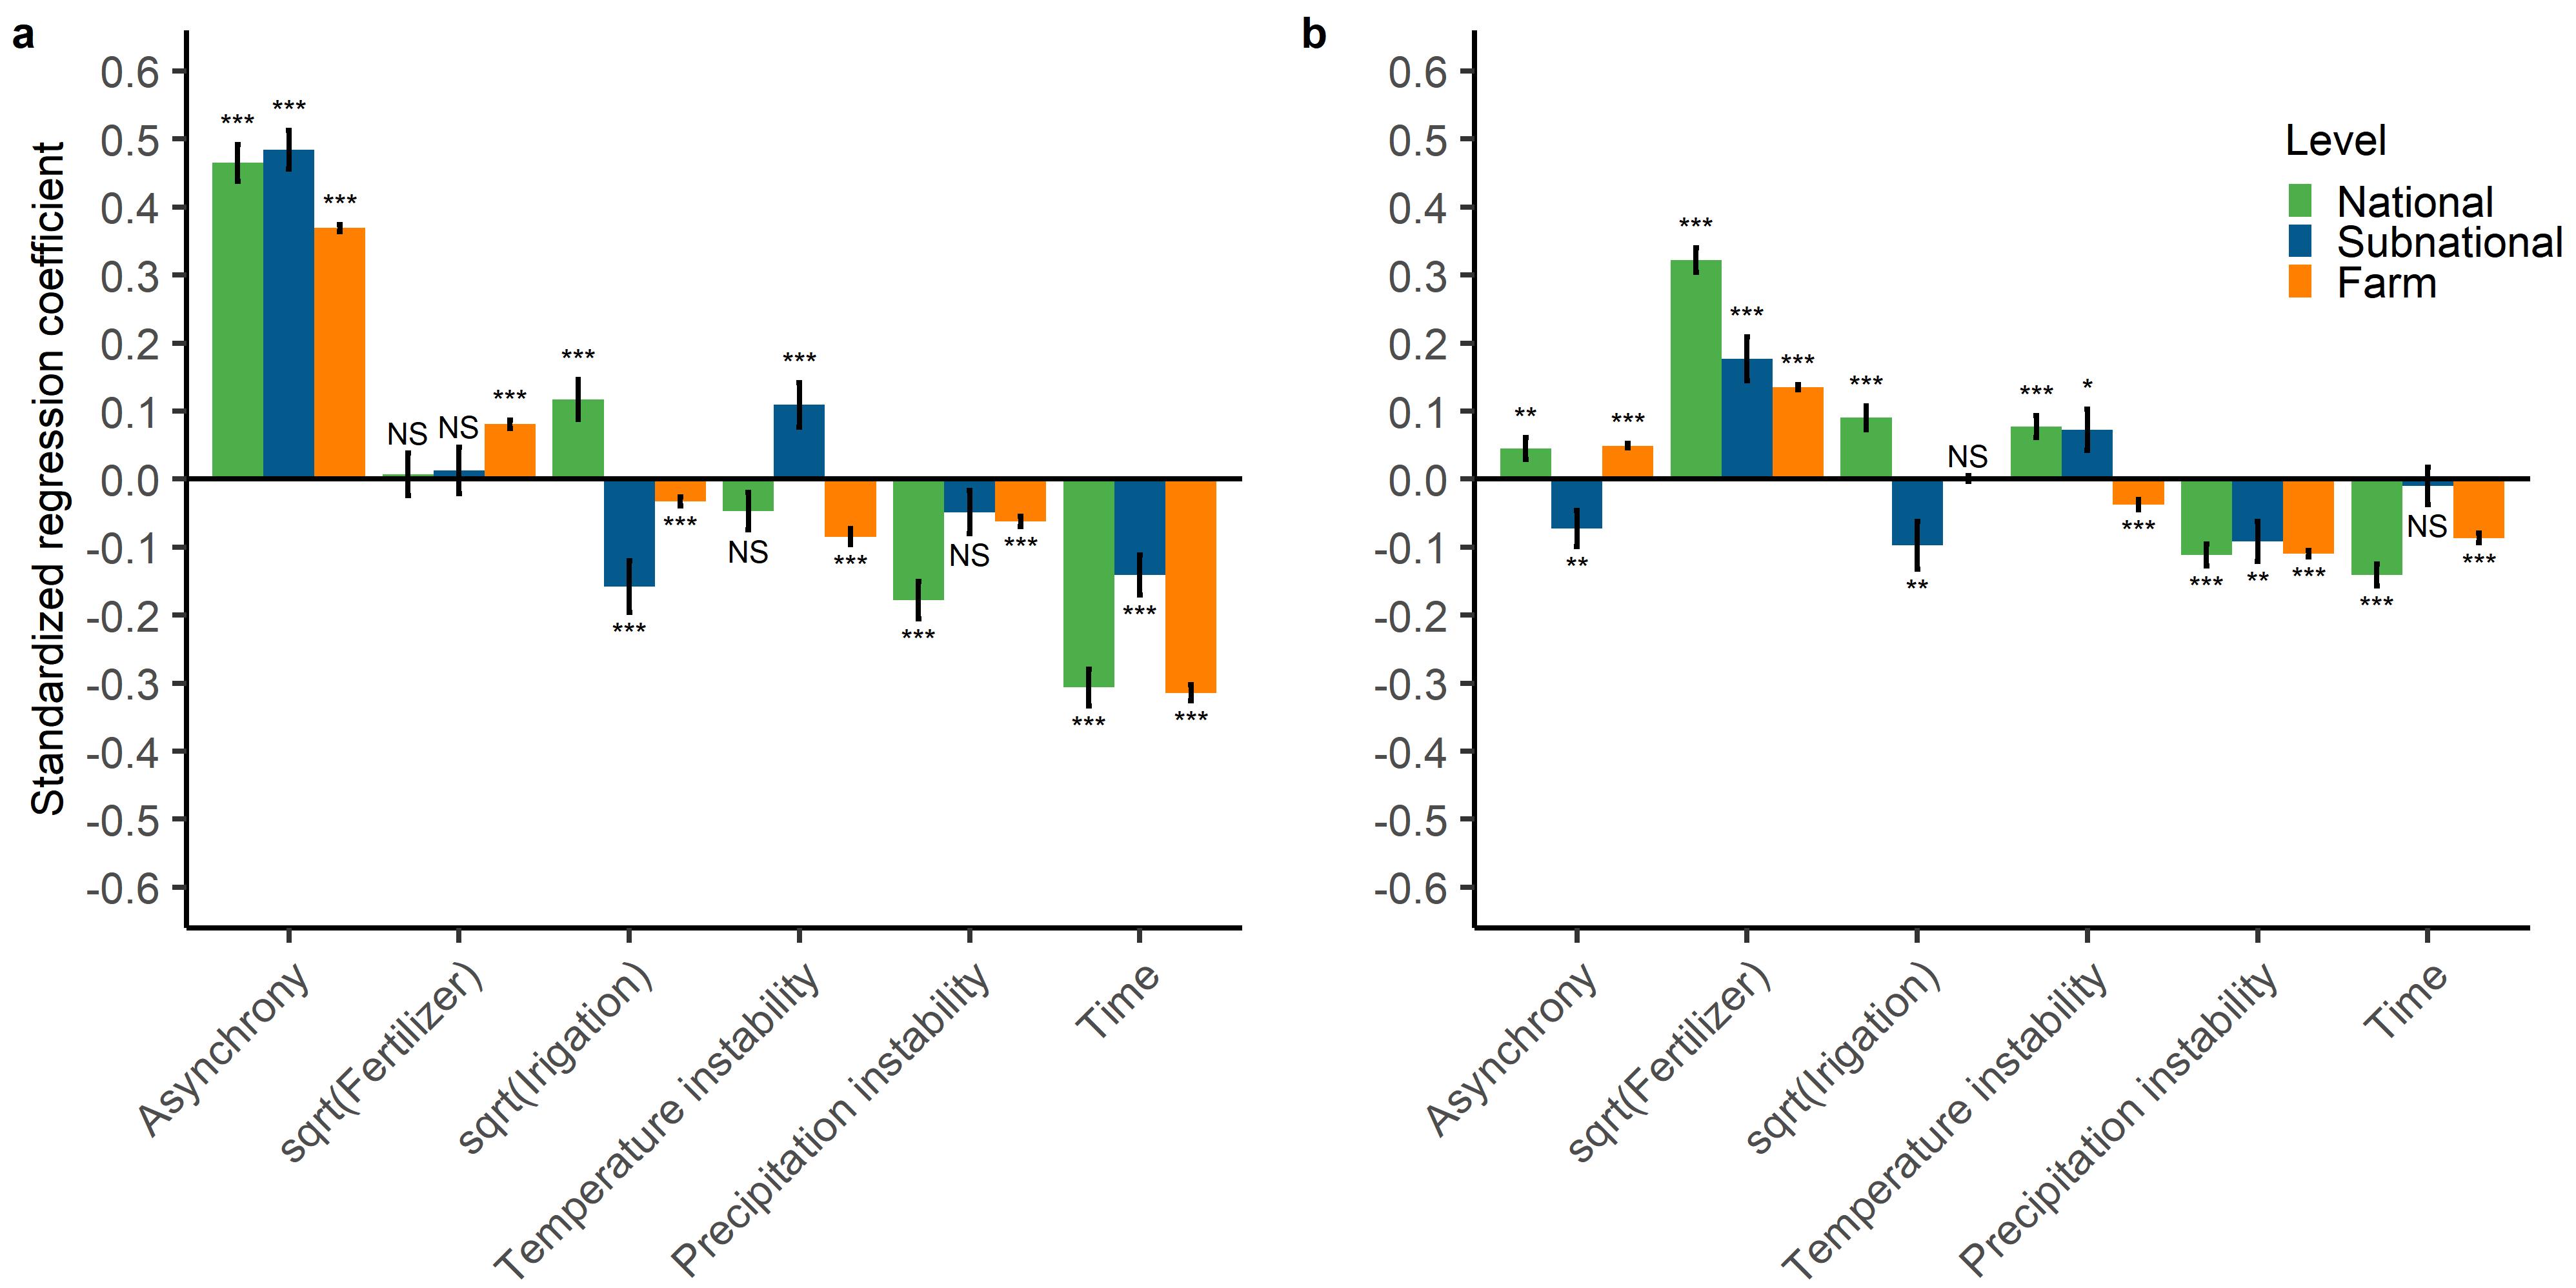 a
Standardized regression coefficient
0.6
0.5
0.4
0.3
0.2
0.1
0.0
-0.1
-0.2
-0.3
-0.4
-0.5
-0.6
*** *** ***
NS NS ***
*** *** ***
NS *** ***
*** NS ***
*** *** ***
Asynchrony
sqrt(Fertilizer)
sqrt(Irigation)
Temperature instability
Precipitation instability
Time
b
0.6
0.5
0.4
0.3
0.2
0.1
0.0
-0.1
-0.2
-0.3
-0.4
-0.5
-0.6
** ** ***
*** *** ***
*** ** NS
*** * ***
*** ** ***
*** NS ***
Asynchrony
sqrt(Fertilizer)
sqrt(Irigation)
Temperature instability
Precipitation instability
Time
Level
National
Subnational
Farm